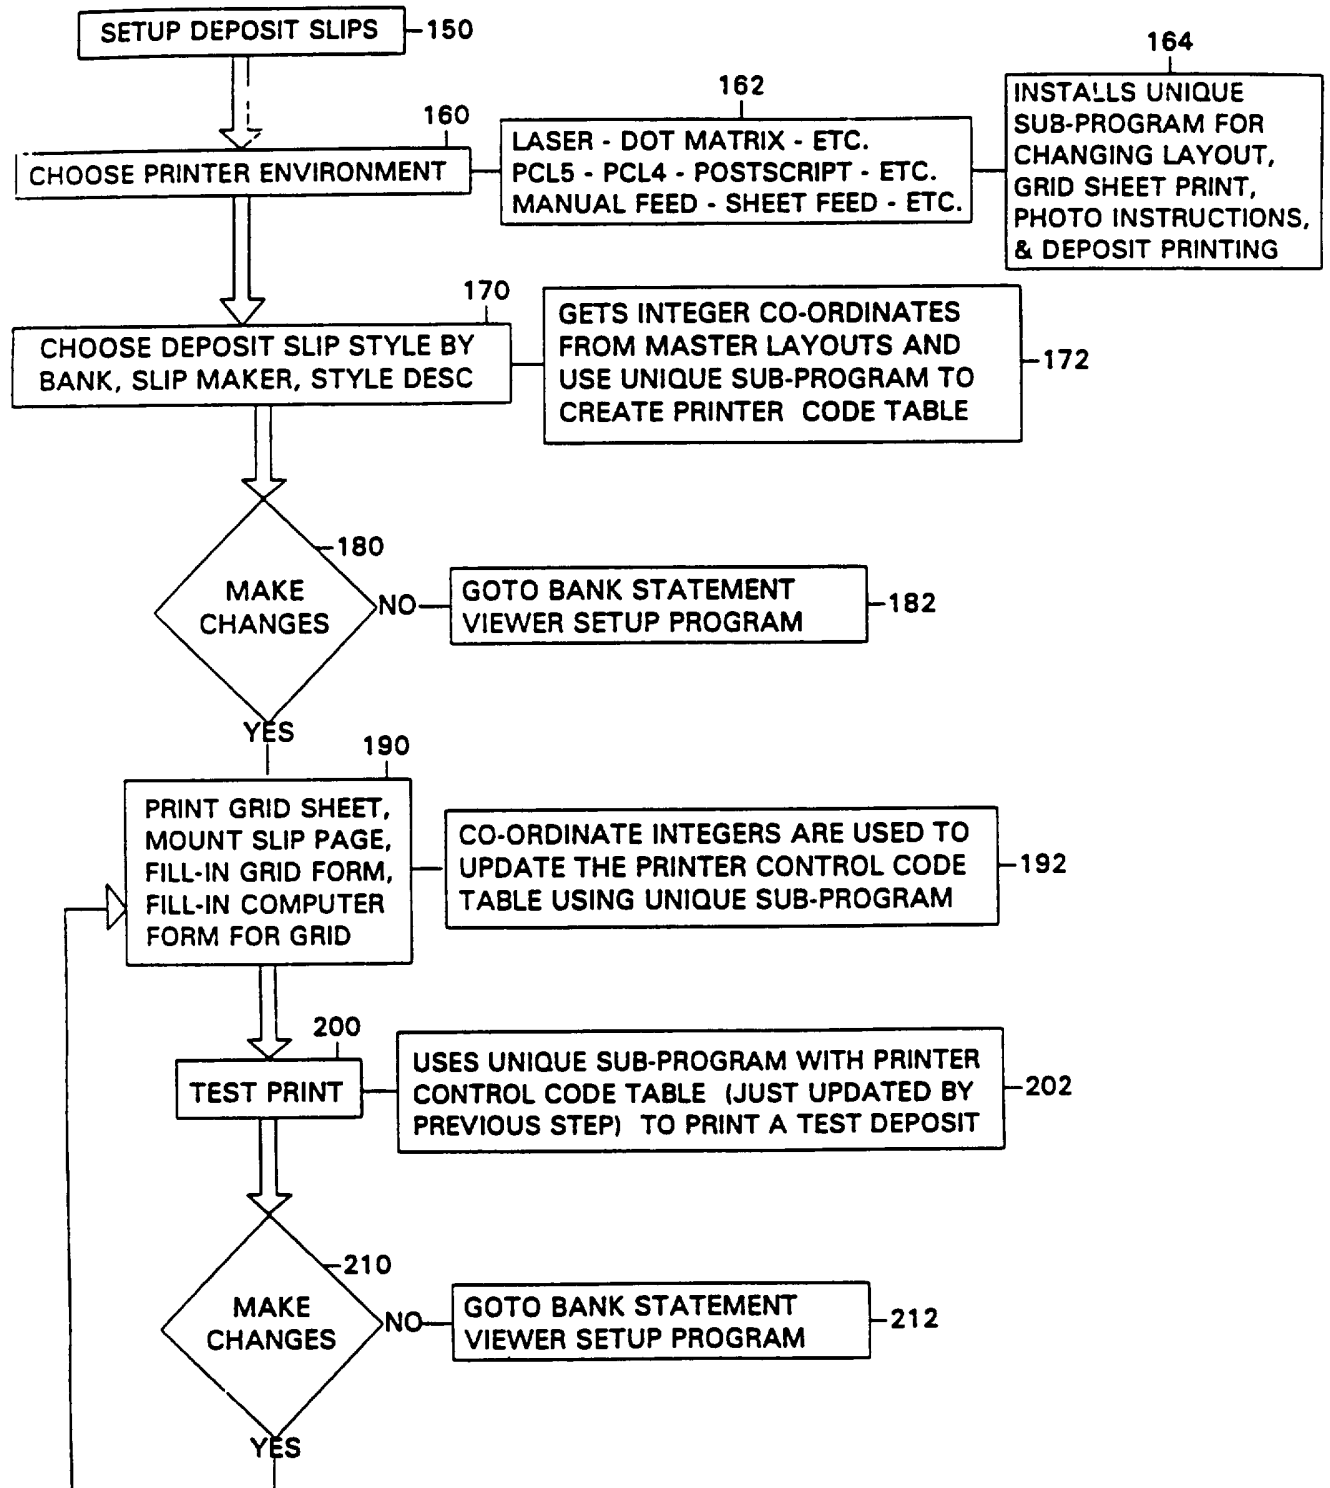 SETUP DEPOSIT SLIPS
150
164
162
INSTALLS UNIQUE
SUB-PROGRAM FOR
CHANGING LAYOUT,
GRID SHEET PRINT,
PHOTO INSTRUCTIONS,
& DEPOSIT PRINTING
160
LASER - DOT MATRIX - ETC.
PCL5 - PCL4 - POSTSCRIPT - ETC.
MANUAL FEED - SHEET FEED - ETC.
CHOOSE PRINTER ENVIRONMENT
170
CHOOSE DEPOSIT SLIP STYLE BY
BANK, SLIP MAKER, STYLE DESC
GETS INTEGER CO-ORDINATES
FROM MASTER LAYOUTS AND
USE UNIQUE SUB-PROGRAM TO
CREATE PRINTER CODE TABLE
172
180
MAKE
CHANGES
NO
GOTO BANK STATEMENT
VIEWER SETUP PROGRAM
182
YES
190
PRINT GRID SHEET,
MOUNT SLIP PAGE,
FILL-IN GRID FORM,
FILL-IN COMPUTER
FORM FOR GRID
CO-ORDINATE INTEGERS ARE USED TO
UPDATE THE PRINTER CONTROL CODE
TABLE USING UNIQUE SUB-PROGRAM
192
200
TEST PRINT
USES UNIQUE SUB-PROGRAM WITH PRINTER
CONTROL CODE TABLE (JUST UPDATED BY
PREVIOUS STEP) TO PRINT A TEST DEPOSIT
202
210
MAKE
CHANGES
NO
GOTO BANK STATEMENT
VIEWER SETUP PROGRAM
212
YES